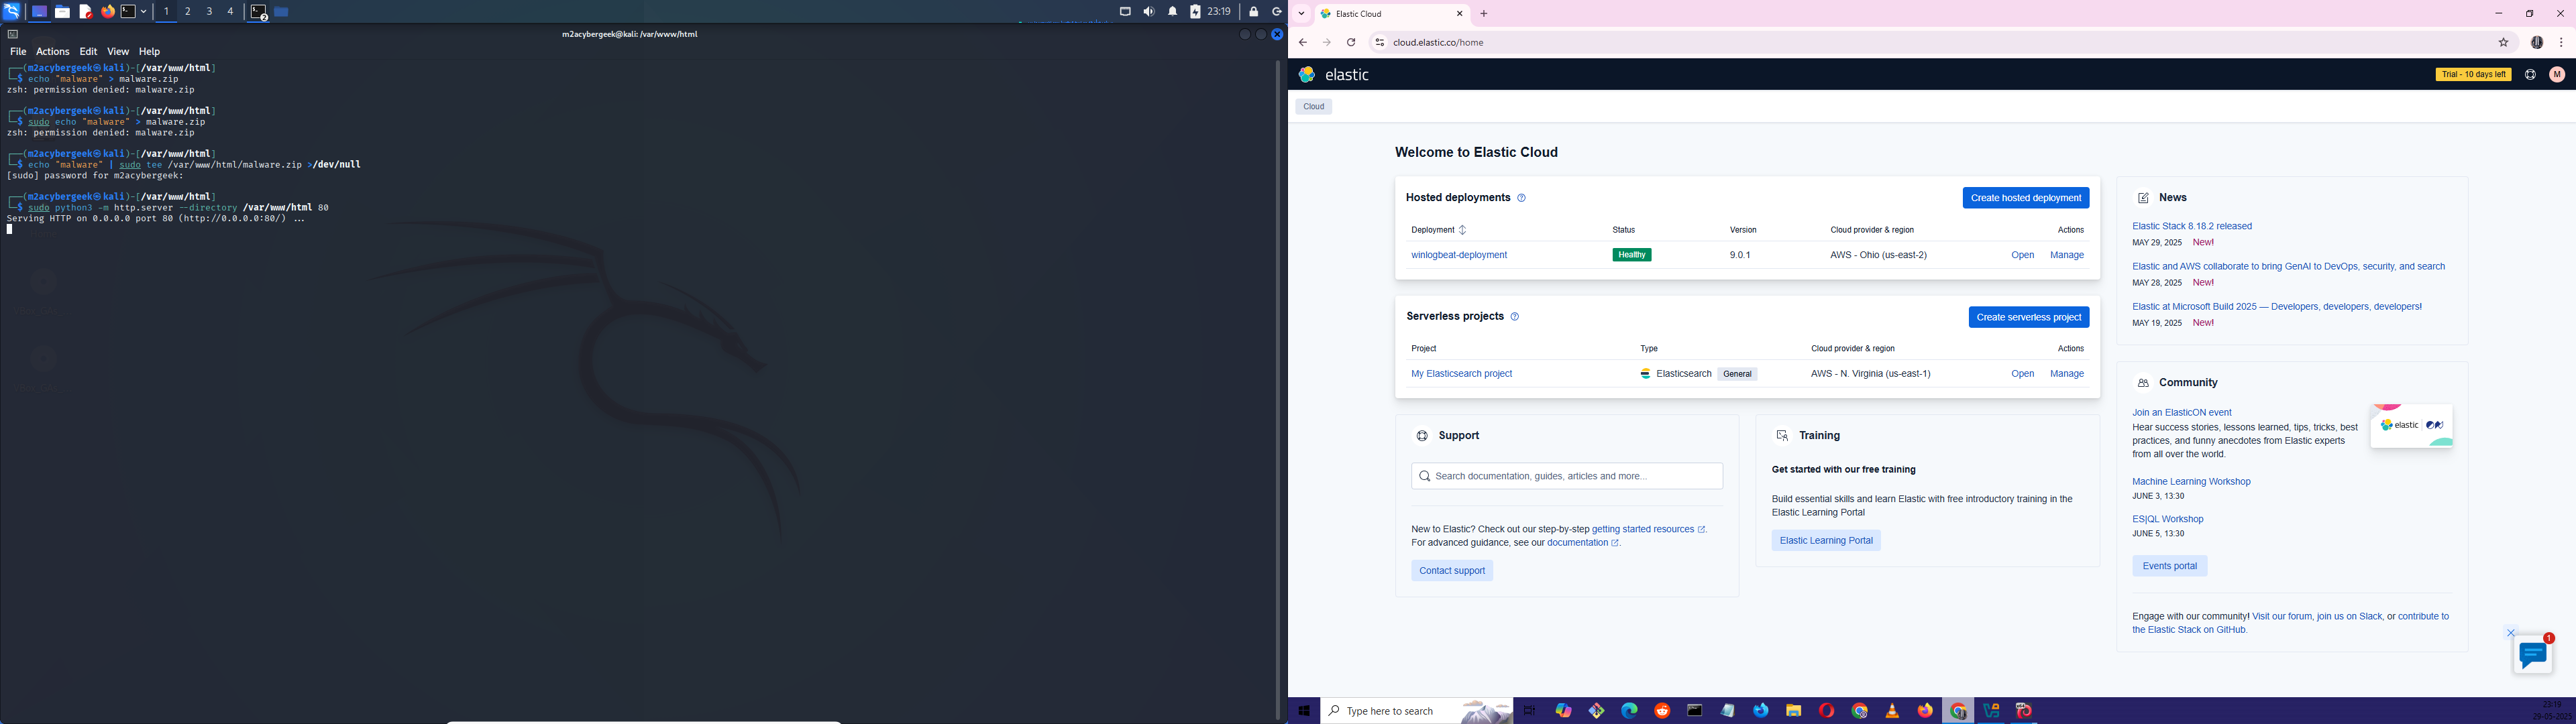 23:19
1 2 3 4
2
m2acybergeek@kali: /var/www/html
File Actions Edit View Help
┌──(m2acybergeek㉿kali)-[/var/www/html]
└─$ echo "malware" > malware.zip
zsh: permission denied: malware.zip
┌──(m2acybergeek㉿kali)-[/var/www/html]
└─$ sudo echo "malware" > malware.zip
zsh: permission denied: malware.zip
┌──(m2acybergeek㉿kali)-[/var/www/html]
└─$ echo "malware" | sudo tee /var/www/html/malware.zip >/dev/null
[sudo] password for m2acybergeek:
┌──(m2acybergeek㉿kali)-[/var/www/html]
└─$ sudo python3 -m http.server --directory /var/www/html 80
Serving HTTP on 0.0.0.0 port 80 (http://0.0.0.0:80/) ...
Elastic Cloud
cloud.elastic.co/home
elastic
Trial - 10 days left
M
Cloud
Welcome to Elastic Cloud
Hosted deployments
Create hosted deployment
Deployment Status Version Cloud provider & region Actions
winlogbeat-deployment Healthy 9.0.1 AWS - Ohio (us-east-2) Open Manage
Serverless projects
Create serverless project
Project Type Cloud provider & region Actions
My Elasticsearch project Elasticsearch General AWS - N. Virginia (us-east-1) Open Manage
Support
Search documentation, guides, articles and more...
New to Elastic? Check out our step-by-step getting started resources.
For advanced guidance, see our documentation.
Contact support
Training
Get started with our free training
Build essential skills and learn Elastic with free introductory training in the
Elastic Learning Portal
Elastic Learning Portal
News
Elastic Stack 8.18.2 released
MAY 29, 2025 New!
Elastic and AWS collaborate to bring GenAI to DevOps, security, and search
MAY 28, 2025 New!
Elastic at Microsoft Build 2025 — Developers, developers, developers!
MAY 19, 2025 New!
Community
Join an ElasticON event
Hear success stories, lessons learned, tips, tricks, best
practices, and funny anecdotes from Elastic experts
from all over the world.
elastic
Machine Learning Workshop
JUNE 3, 13:30
ES|QL Workshop
JUNE 5, 13:30
Events portal
Engage with our community! Visit our forum, join us on Slack, or contribute to
the Elastic Stack on GitHub.
1
Type here to search
23:19